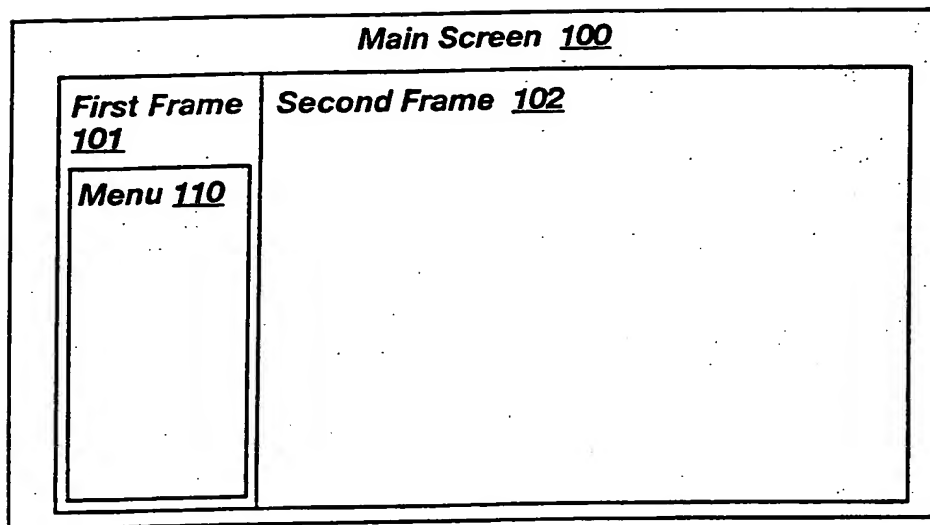 Main Screen 100
First Frame
101
Second Frame 102
Menu 110